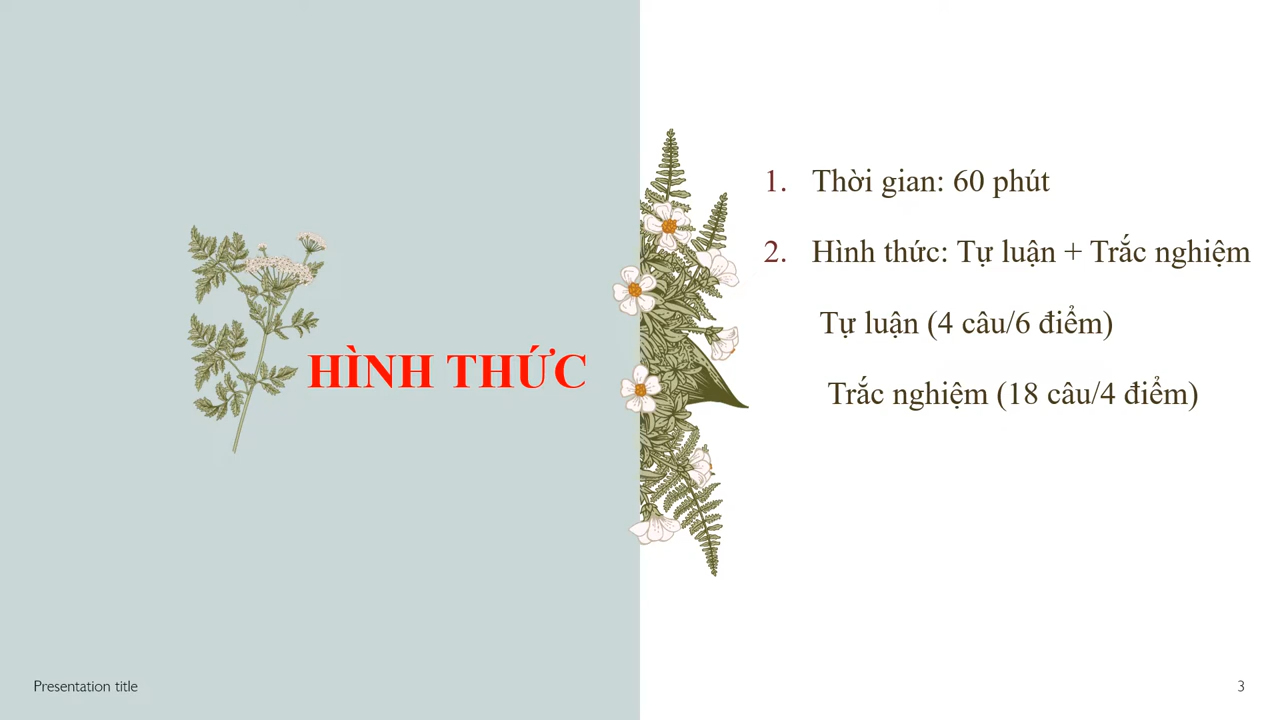 HÌNH THỨC
1. Thời gian: 60 phút
2. Hình thức: Tự luận + Trắc nghiệm
Tự luận (4 câu/6 điểm)
Trắc nghiệm (18 câu/4 điểm)
Presentation title
3